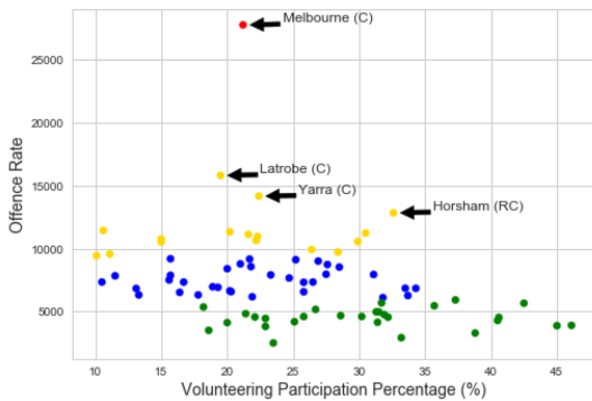 Melbourne (C)
25000
20000
Latrobe (C)
15000
Yarra (C)
Horsham (RC)
10000
5000
Offence Rate
10 15 20 25 30 35 40 45
Volunteering Participation Percentage (%)